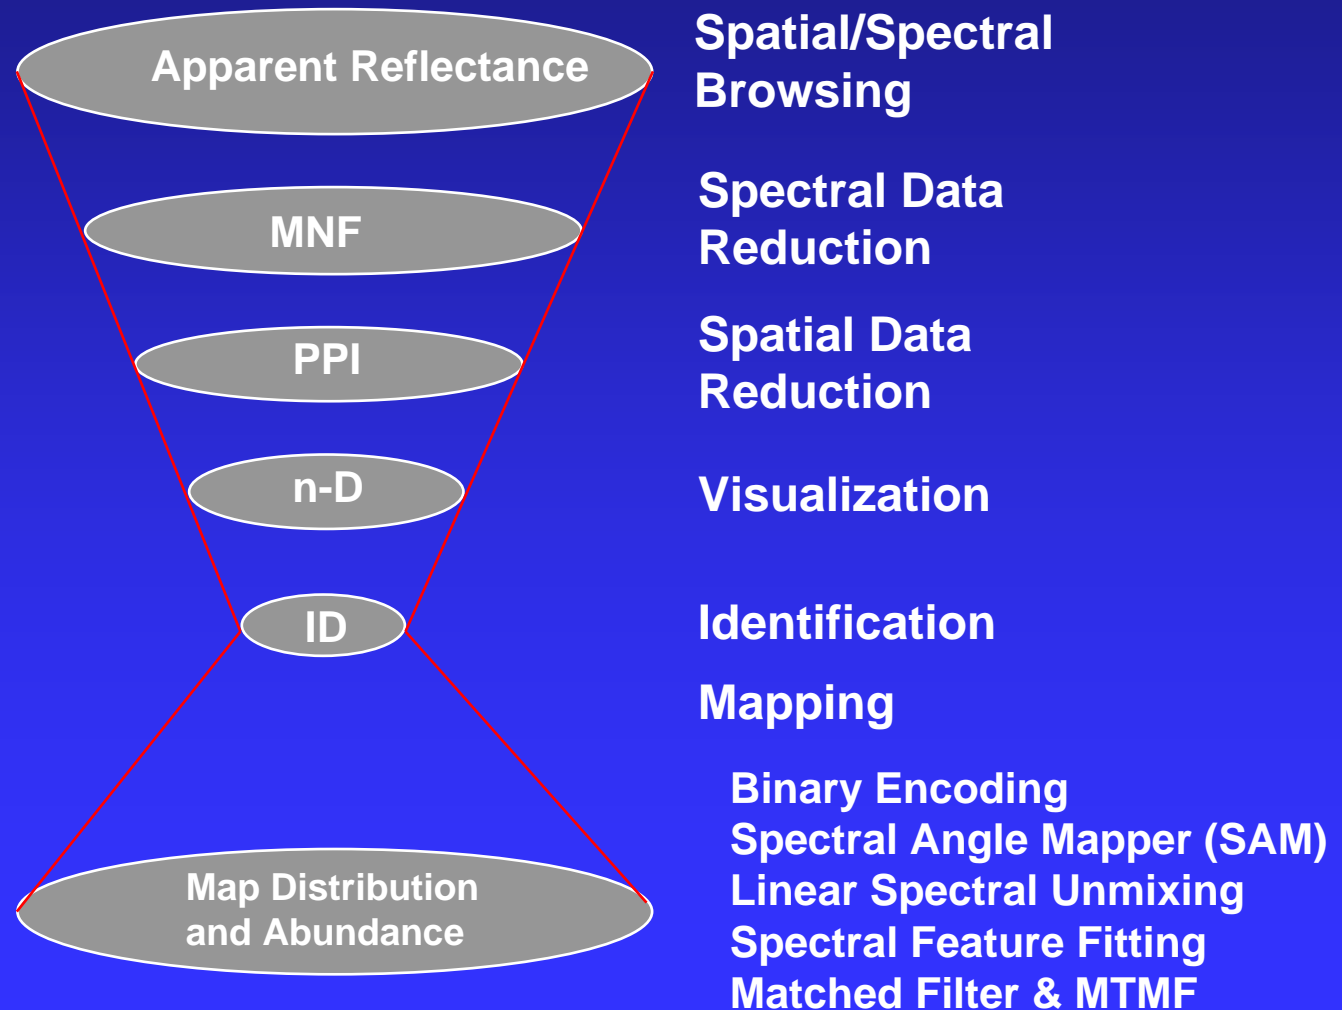 Apparent Reflectance
Spatial/Spectral
Browsing
MNF
Spectral Data
Reduction
PPI
Spatial Data
Reduction
n-D
Visualization
ID
Identification
Mapping
Map Distribution
and Abundance
Binary Encoding
Spectral Angle Mapper (SAM)
Linear Spectral Unmixing
Spectral Feature Fitting
Matched Filter & MTMF